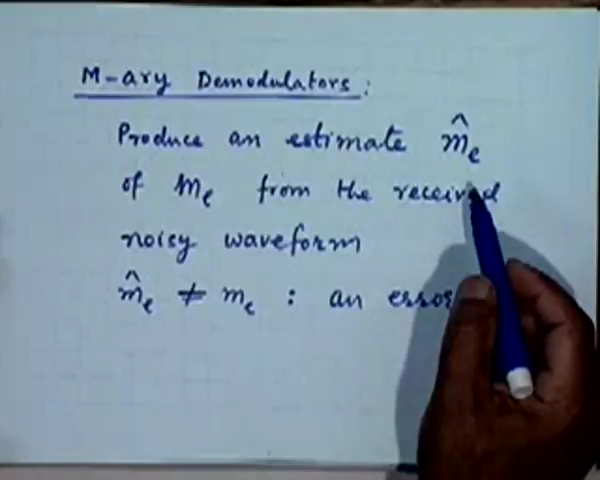 M-ary Demodulators:
Produce an estimate m̂e
of me from the received
noisy waveform
m̂e ≠ me : an error